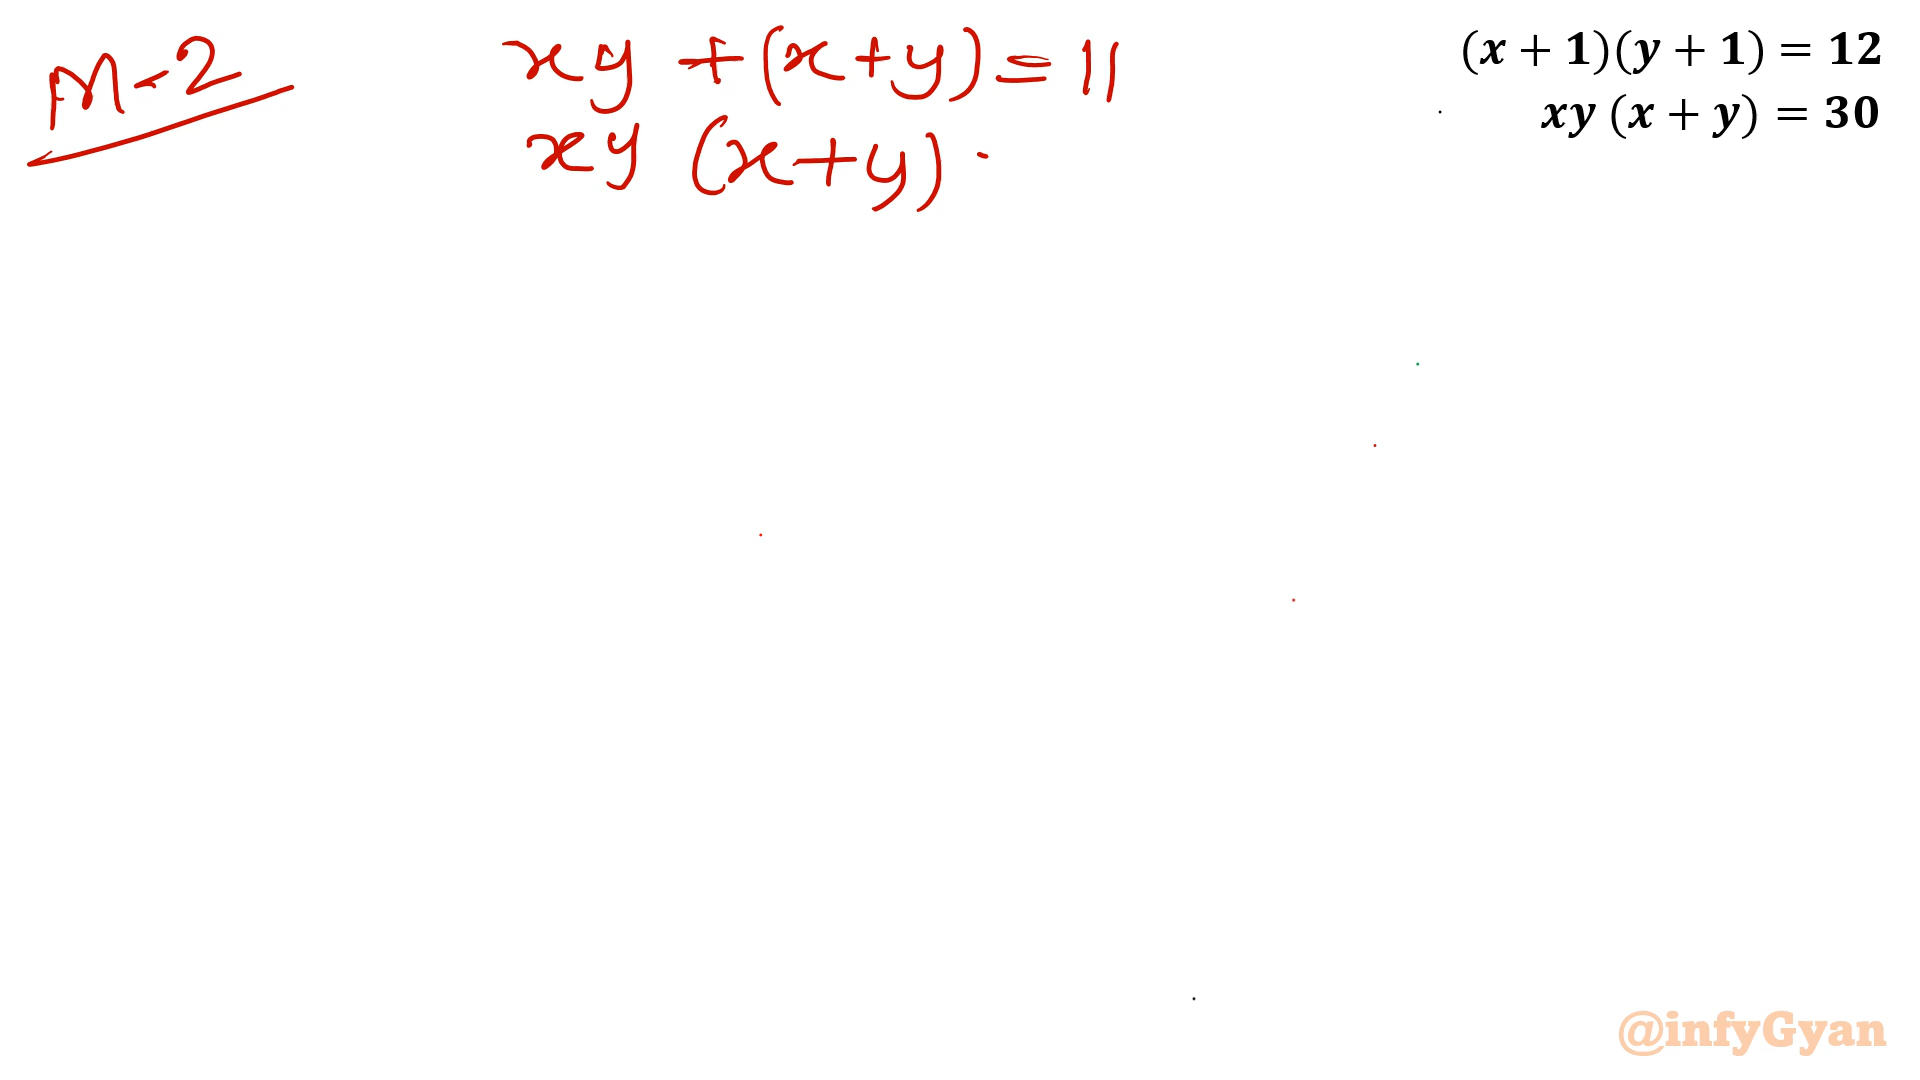 M-2
xy + (x+y) = 11
xy (x+y) -
(x + 1)(y + 1) = 12
xy (x + y) = 30
@infyGyan